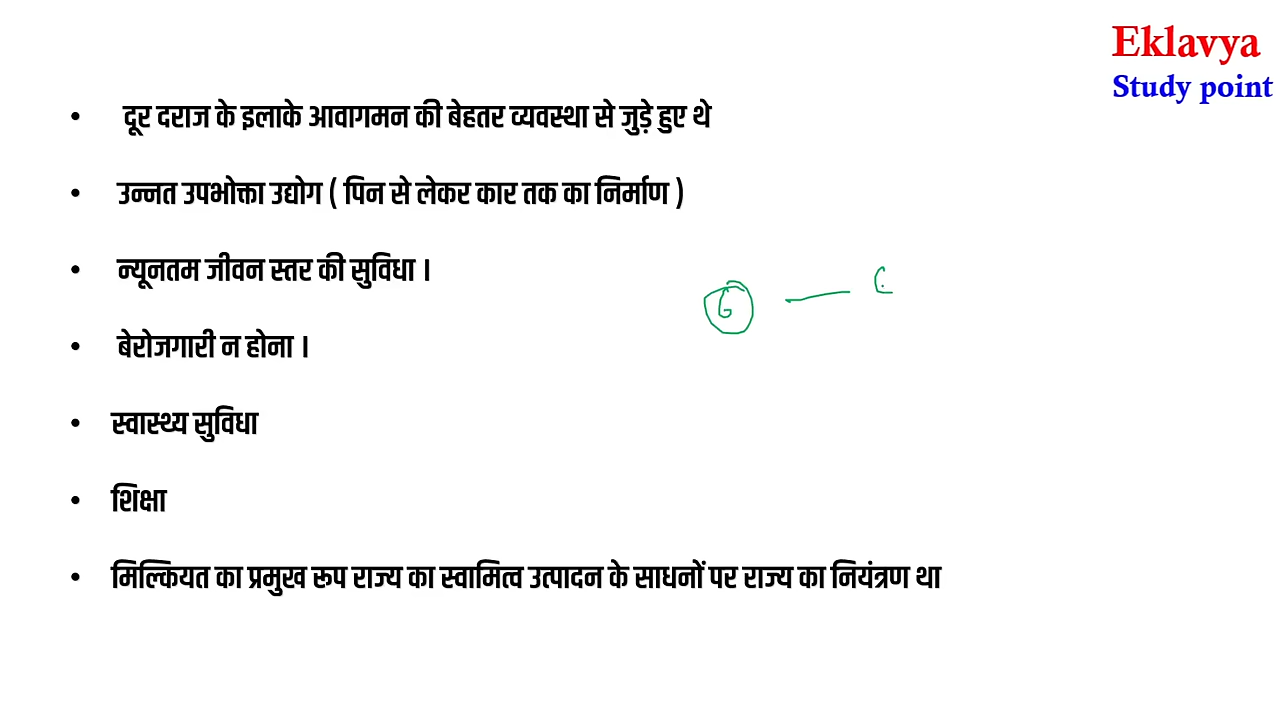 Eklavya
Study point
• दूर दराज के इलाके आवागमन की बेहतर व्यवस्था से जुड़े हुए थे
• उन्नत उपभोक्ता उद्योग ( पिन से लेकर कार तक का निर्माण )
• न्यूनतम जीवन स्तर की सुविधा ।
• बेरोजगारी न होना ।
• स्वास्थ्य सुविधा
• शिक्षा
• मिल्कियत का प्रमुख रूप राज्य का स्वामित्व उत्पादन के साधनों पर राज्य का नियंत्रण था
G